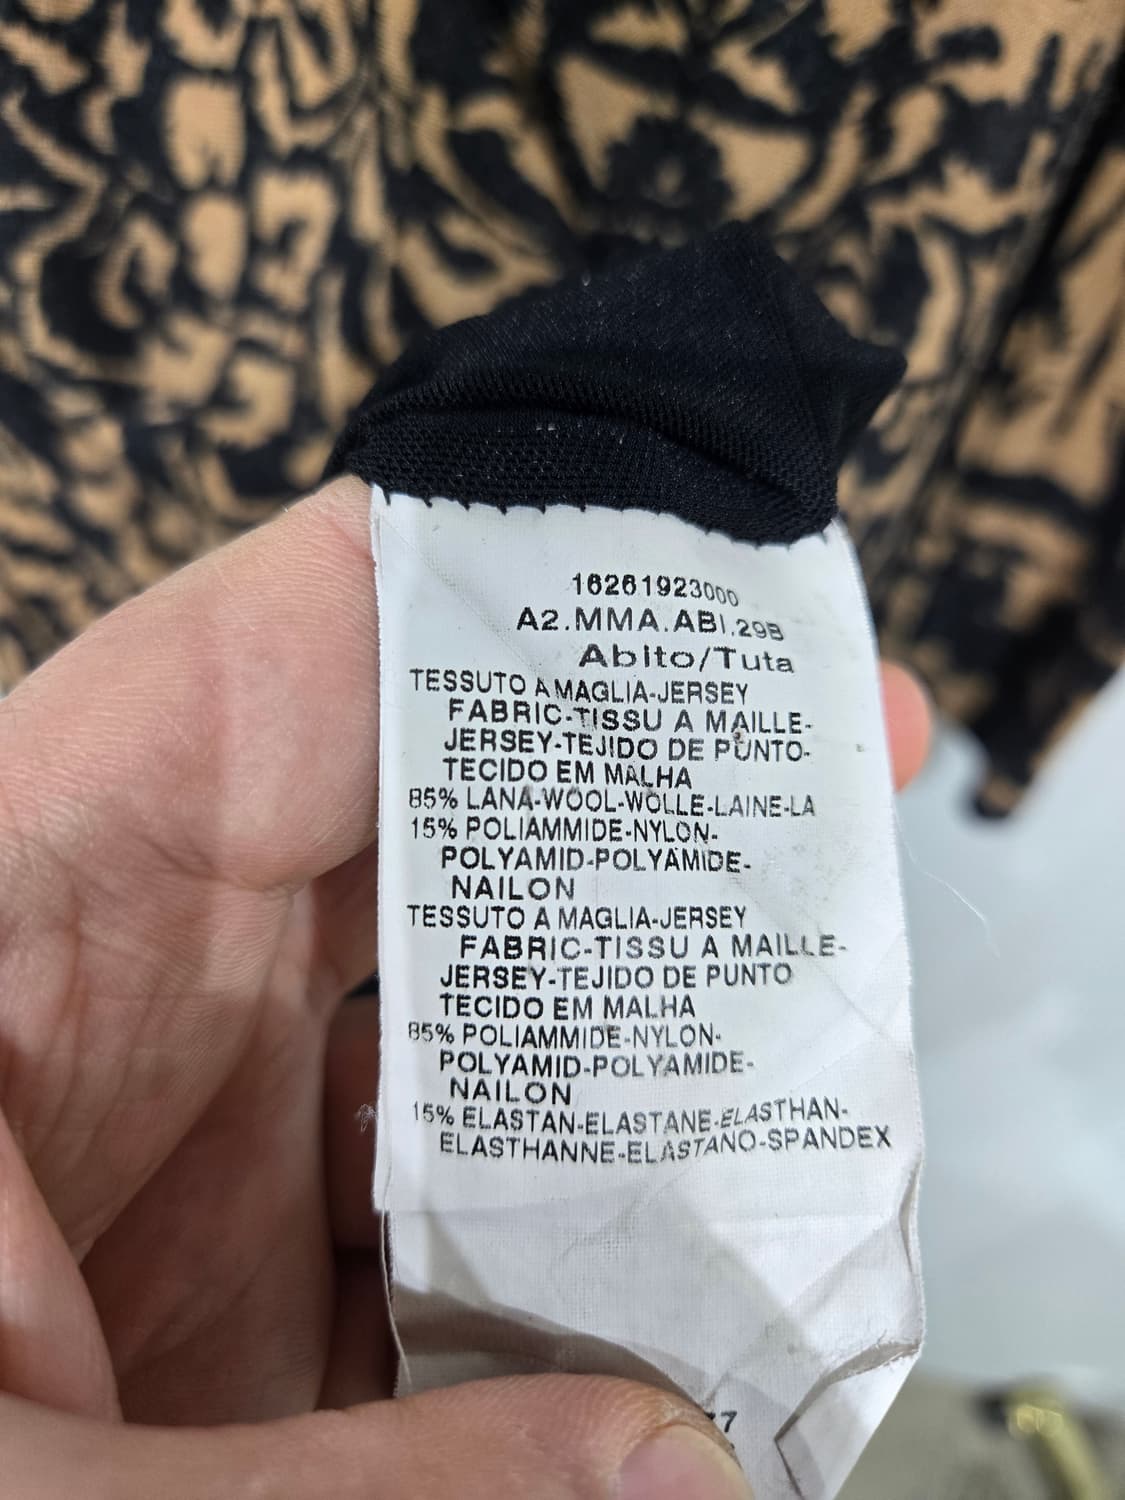 16261923000
A2.MMA.ABI.29B
Abito/Tuta
TESSUTO A MAGLIA-JERSEY
FABRIC-TISSU A MAILLE-
JERSEY-TEJIDO DE PUNTO-
TECIDO EM MALHA
85% LANA-WOOL-WOLLE-LAINE-LA
15% POLIAMMIDE-NYLON-
POLYAMID-POLYAMIDE-
NAILON
TESSUTO A MAGLIA-JERSEY
FABRIC-TISSU A MAILLE-
JERSEY-TEJIDO DE PUNTO
TECIDO EM MALHA
85% POLIAMMIDE-NYLON-
POLYAMID-POLYAMIDE-
NAILON
15% ELASTAN-ELASTANE-ELASTHAN-
ELASTHANNE-ELASTANO-SPANDEX